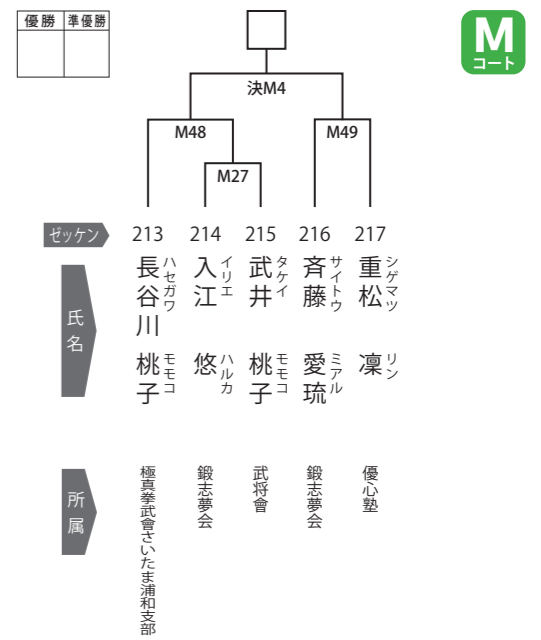 優勝 準優勝
M
コート
決M4
M48 M49
M27
ゼッケン 213 214 215 216 217
氏名
長谷川 桃子
ハセガワ モモコ
入江 悠
イリエ ハルカ
武井 桃子
タケイ モモコ
斉藤 愛琉
サイトウ ミアル
重松 凜
シゲマツ リン
所属
極真拳武會さいたま浦和支部
鍛志夢会
武将會
鍛志夢会
優心塾